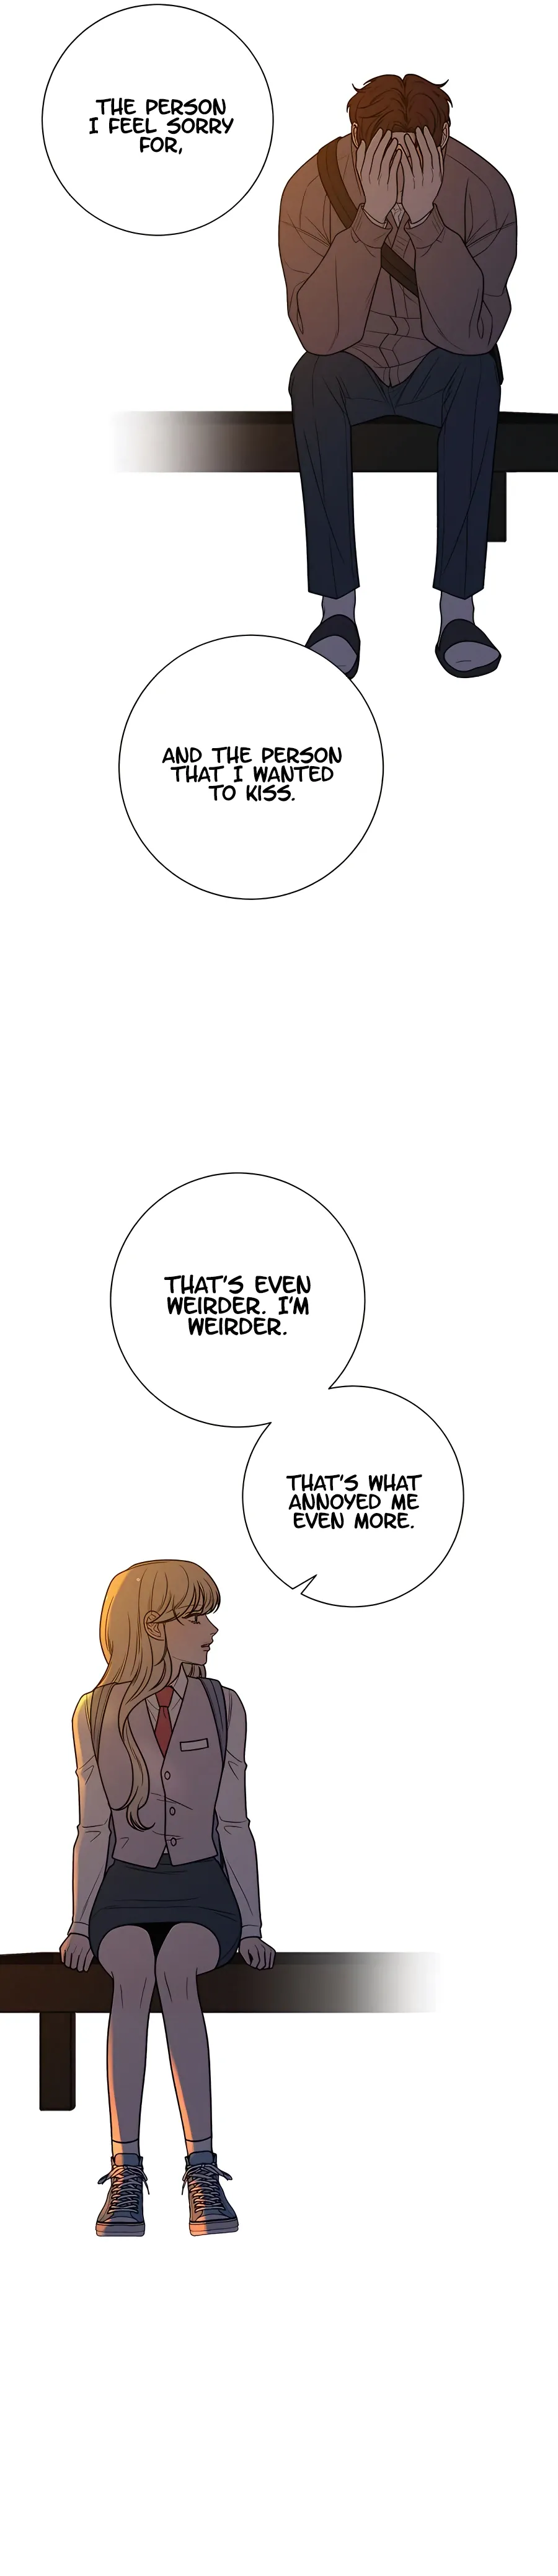 THE PERSON
I FEEL SORRY
FOR,
AND THE PERSON
THAT I WANTED
TO KISS.
THAT'S EVEN
WEIRDER. I'M
WEIRDER.
THAT'S WHAT
ANNOYED ME
EVEN MORE.